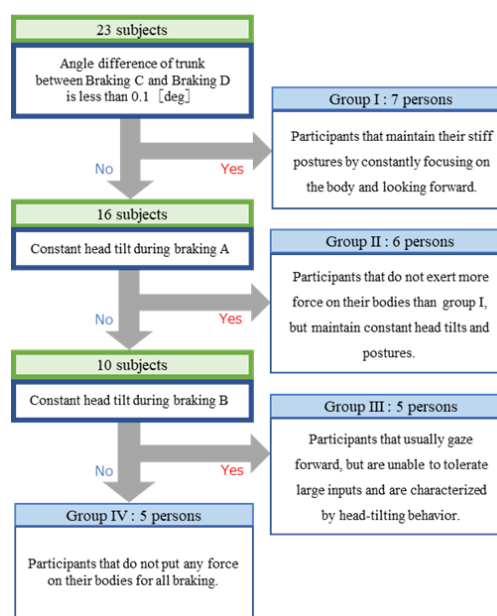 23 subjects
Angle difference of trunk
between Braking C and Braking D
is less than 0.1 [deg]
Group I : 7 persons
Participants that maintain their stiff
postures by constantly focusing on
the body and looking forward.
No
Yes
16 subjects
Constant head tilt during braking A
Group II : 6 persons
Participants that do not exert more
force on their bodies than group I,
but maintain constant head tilts and
postures.
No
Yes
10 subjects
Constant head tilt during braking B
Group III : 5 persons
Participants that usually gaze
forward, but are unable to tolerate
large inputs and are characterized
by head-tilting behavior.
No
Yes
Group IV : 5 persons
Participants that do not put any force
on their bodies for all braking.